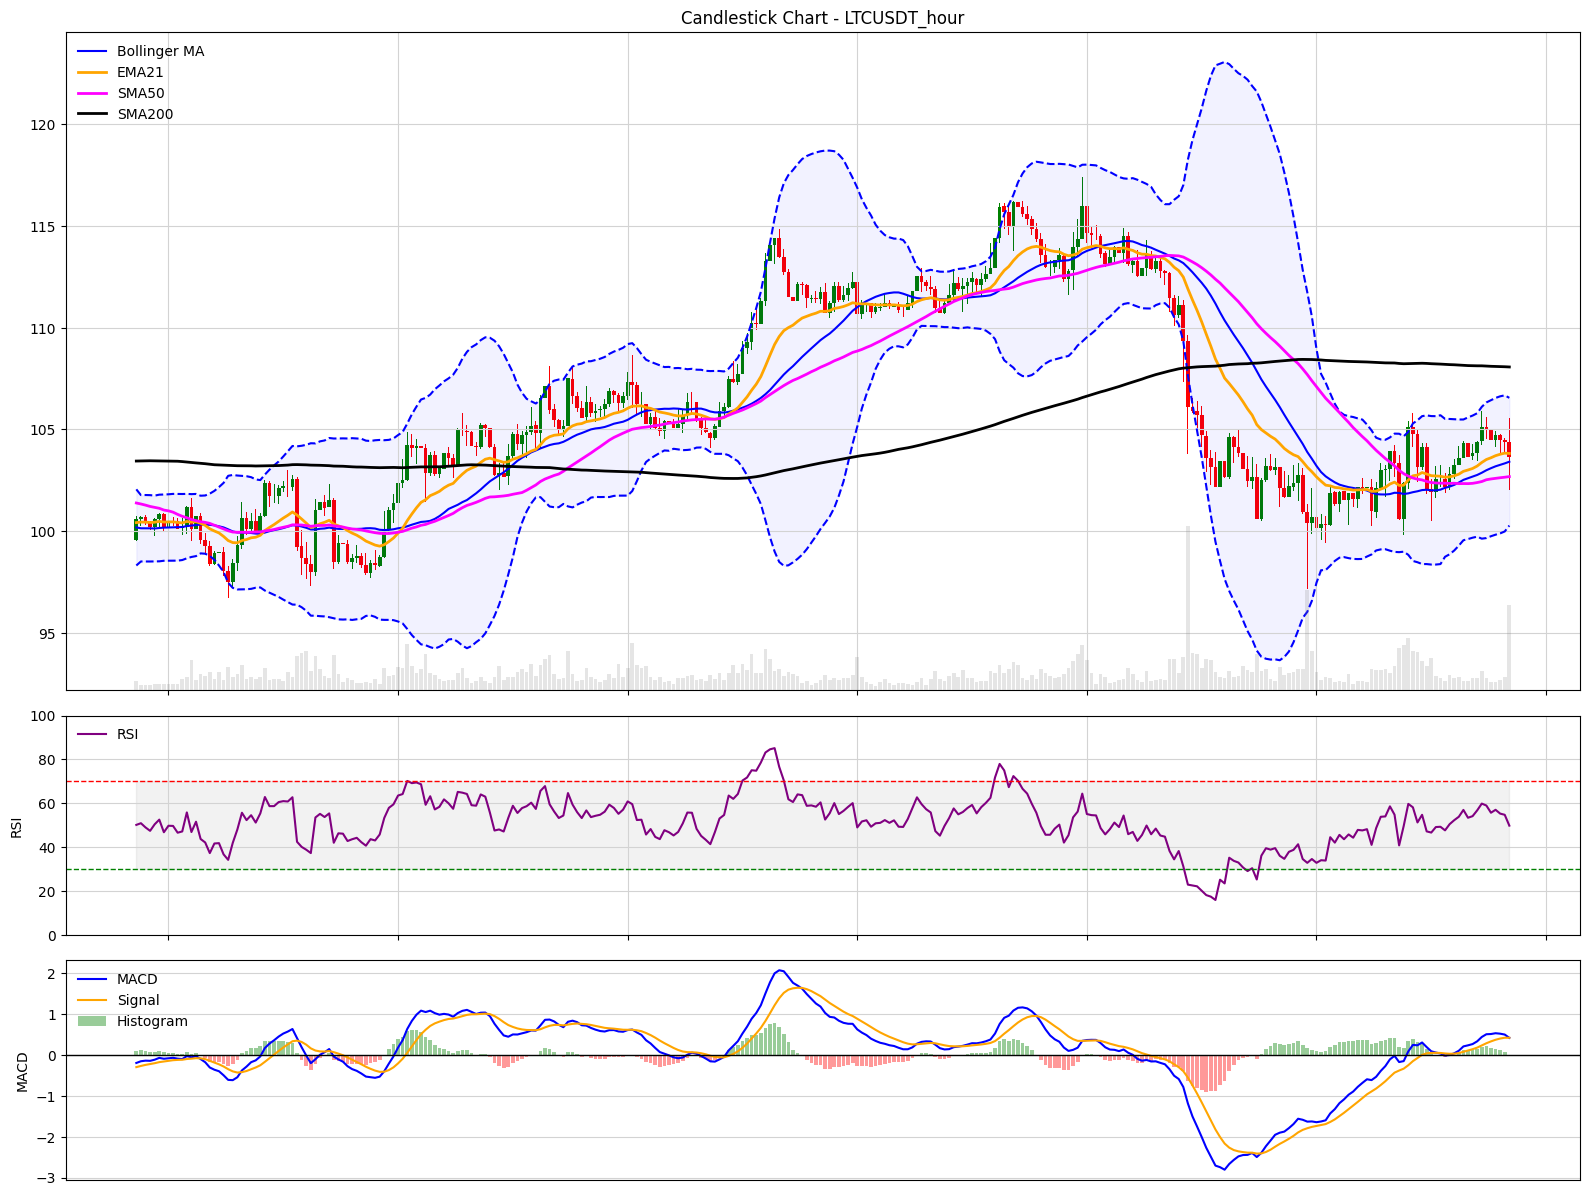 Candlestick Chart - LTCUSDT_hour
Bollinger MA
EMA21
SMA50
SMA200
120
115
110
105
100
95
RSI
100
80
60
40
20
0
RSI
MACD
Signal
Histogram
2
1
0
−1
−2
−3
MACD